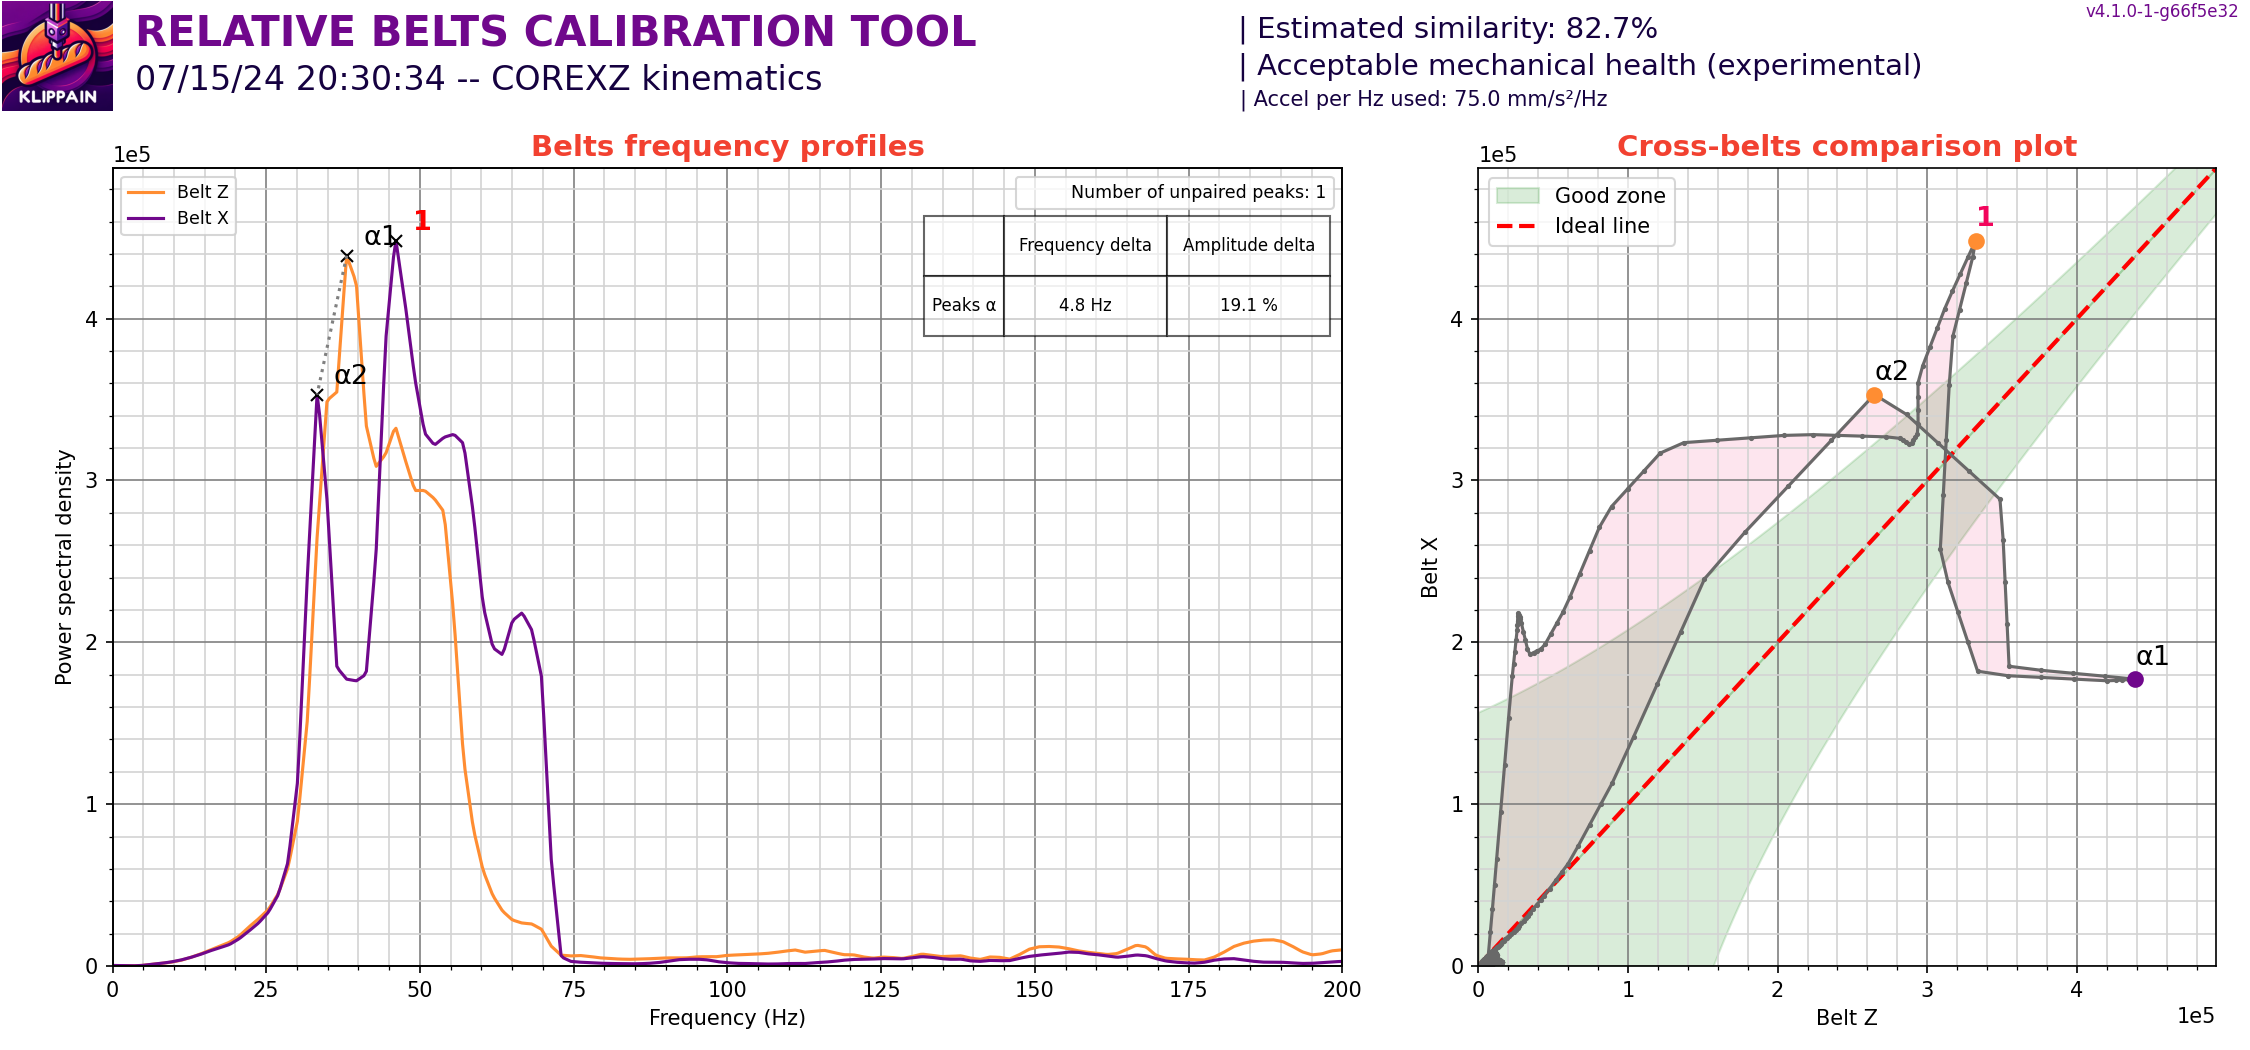 KLIPPAIN
RELATIVE BELTS CALIBRATION TOOL
07/15/24 20:30:34 -- COREXZ kinematics
| Estimated similarity: 82.7%
| Acceptable mechanical health (experimental)
| Accel per Hz used: 75.0 mm/s²/Hz
v4.1.0-1-g66f5e32
Belts frequency profiles
1e5
Belt Z
Belt X
Number of unpaired peaks: 1
Frequency delta Amplitude delta
Peaks α 4.8 Hz 19.1 %
α1
1
α2
Power spectral density
4
3
2
1
0
0 25 50 75 100 125 150 175 200
Frequency (Hz)
Cross-belts comparison plot
1e5
Good zone
Ideal line
1
α2
α1
Belt X
4
3
2
1
0
0 1 2 3 4
Belt Z
1e5